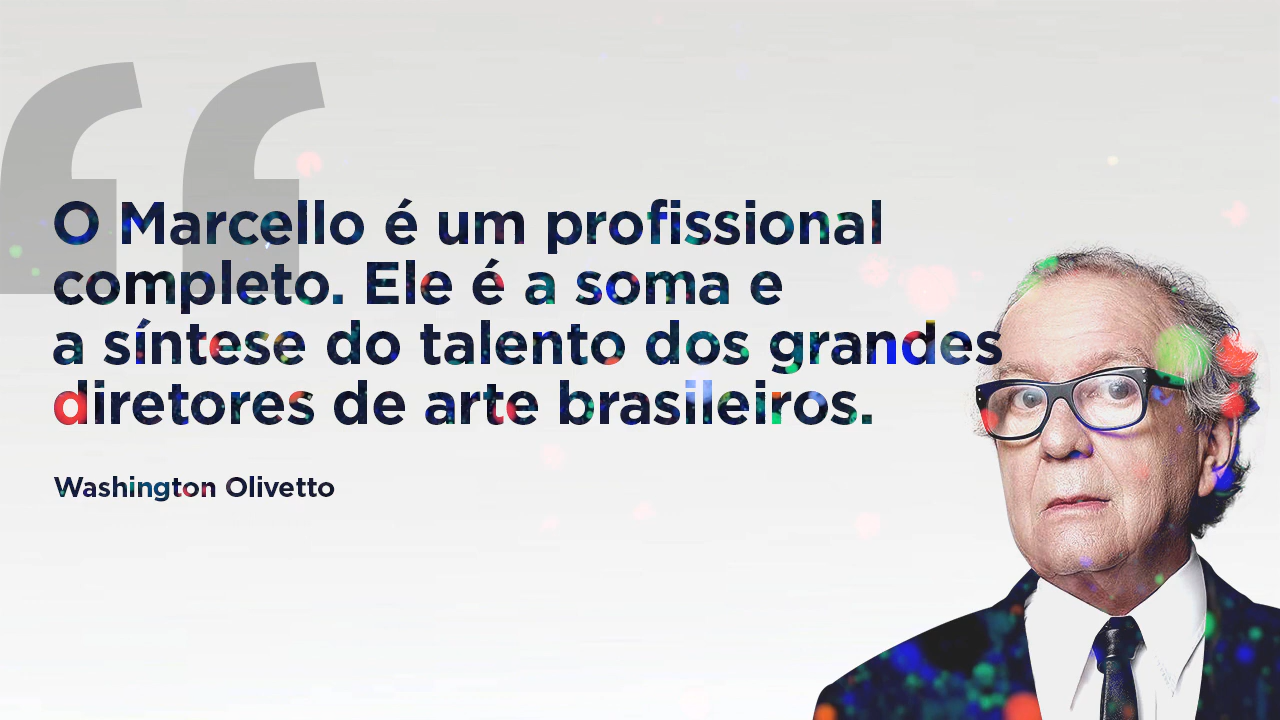 O Marcello é um profissional
completo. Ele é a soma e
a síntese do talento dos grandes
diretores de arte brasileiros.
Washington Olivetto